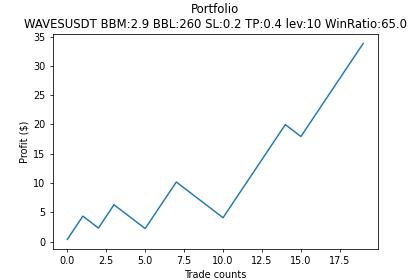 Portfolio
WAVESUSDT BBM:2.9 BBL:260 SL:0.2 TP:0.4 lev:10 WinRatio:65.0
35
30
25
20
15
10
5
0
Profit ($)
0.0 2.5 5.0 7.5 10.0 12.5 15.0 17.5
Trade counts